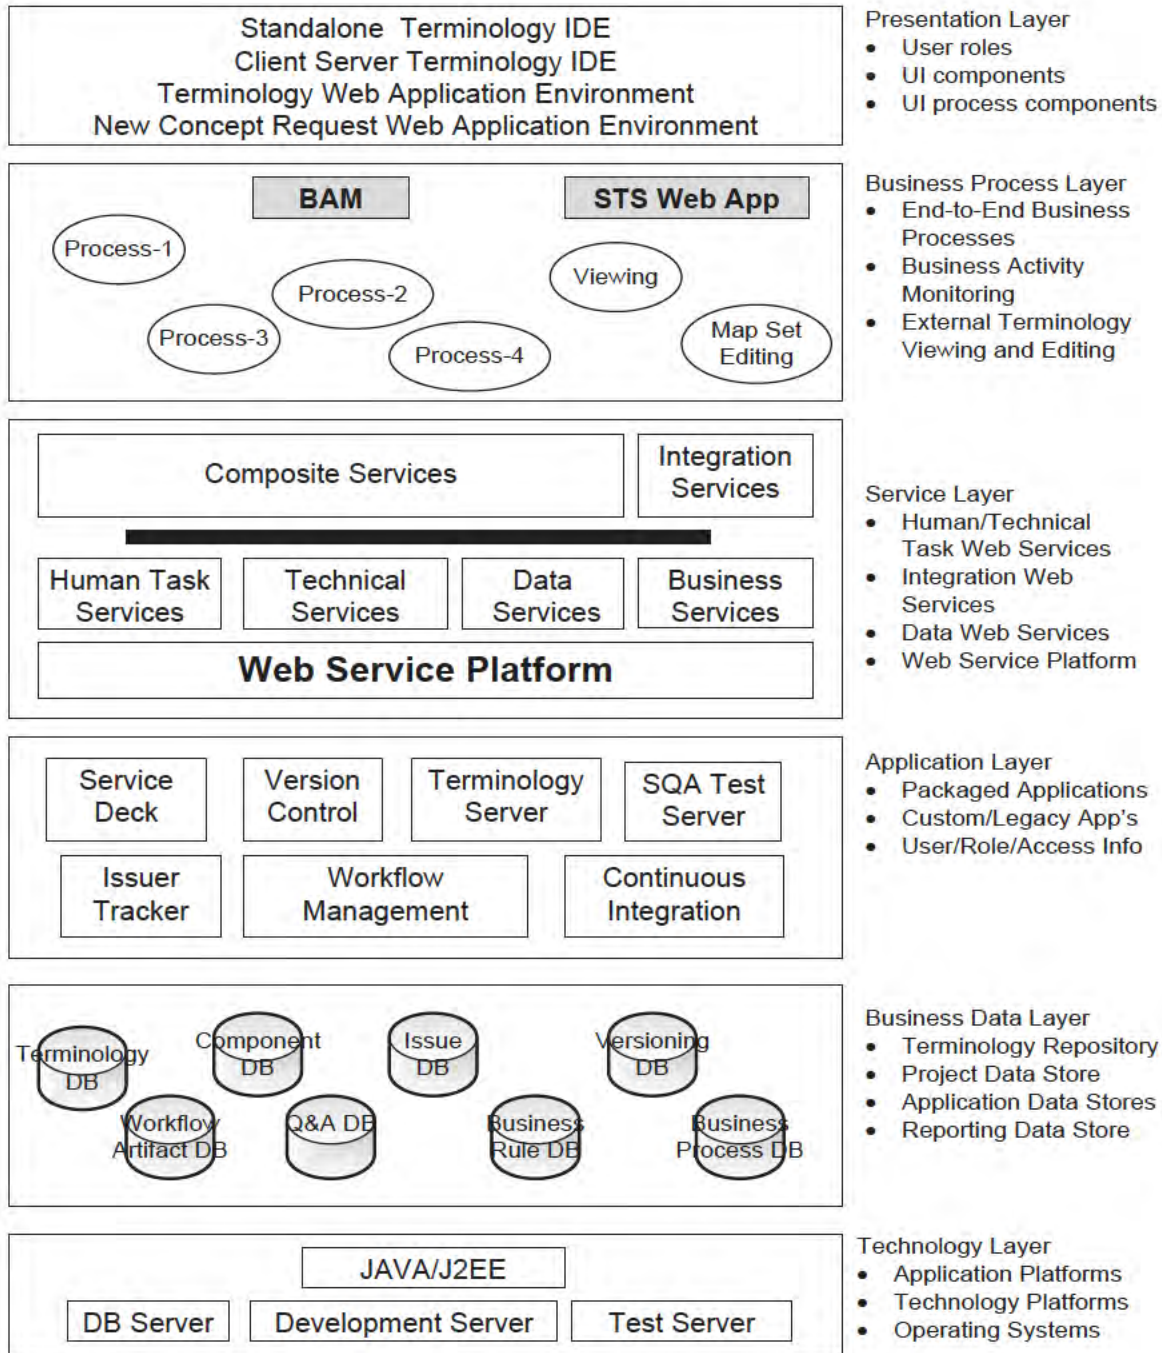 Standalone Terminology IDE
Client Server Terminology IDE
Terminology Web Application Environment
New Concept Request Web Application Environment
Presentation Layer
• User roles
• UI components
• UI process components
BAM
STS Web App
Process-1
Process-2
Process-3
Process-4
Viewing
Map Set
Editing
Business Process Layer
• End-to-End Business
Processes
• Business Activity
Monitoring
• External Terminology
Viewing and Editing
Composite Services
Integration
Services
Human Task
Services
Technical
Services
Data
Services
Business
Services
Web Service Platform
Service Layer
• Human/Technical
Task Web Services
• Integration Web
Services
• Data Web Services
• Web Service Platform
Service
Deck
Version
Control
Terminology
Server
SQA Test
Server
Issuer
Tracker
Workflow
Management
Continuous
Integration
Application Layer
• Packaged Applications
• Custom/Legacy App's
• User/Role/Access Info
Terminology
DB
Component
DB
Issue
DB
Versioning
DB
Workflow
Artifact DB
Q&A DB
Business
Rule DB
Business
Process DB
Business Data Layer
• Terminology Repository
• Project Data Store
• Application Data Stores
• Reporting Data Store
JAVA/J2EE
DB Server
Development Server
Test Server
Technology Layer
• Application Platforms
• Technology Platforms
• Operating Systems